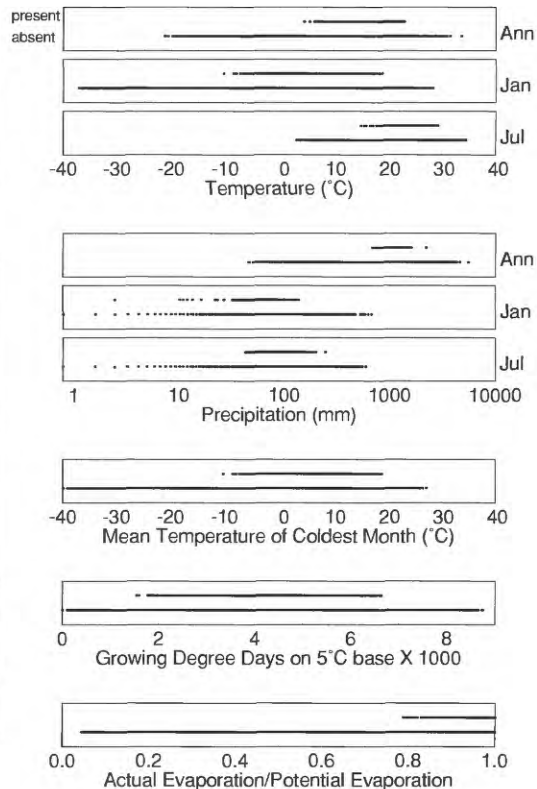 present
absent
Ann
Jan
Jul
-40 -30 -20 -10 0 10 20 30 40
Temperature (°C)
Ann
Jan
Jul
1 10 100 1000 10000
Precipitation (mm)
-40 -30 -20 -10 0 10 20 30 40
Mean Temperature of Coldest Month (°C)
0 2 4 6 8
Growing Degree Days on 5°C base X 1000
0.0 0.2 0.4 0.6 0.8 1.0
Actual Evaporation/Potential Evaporation